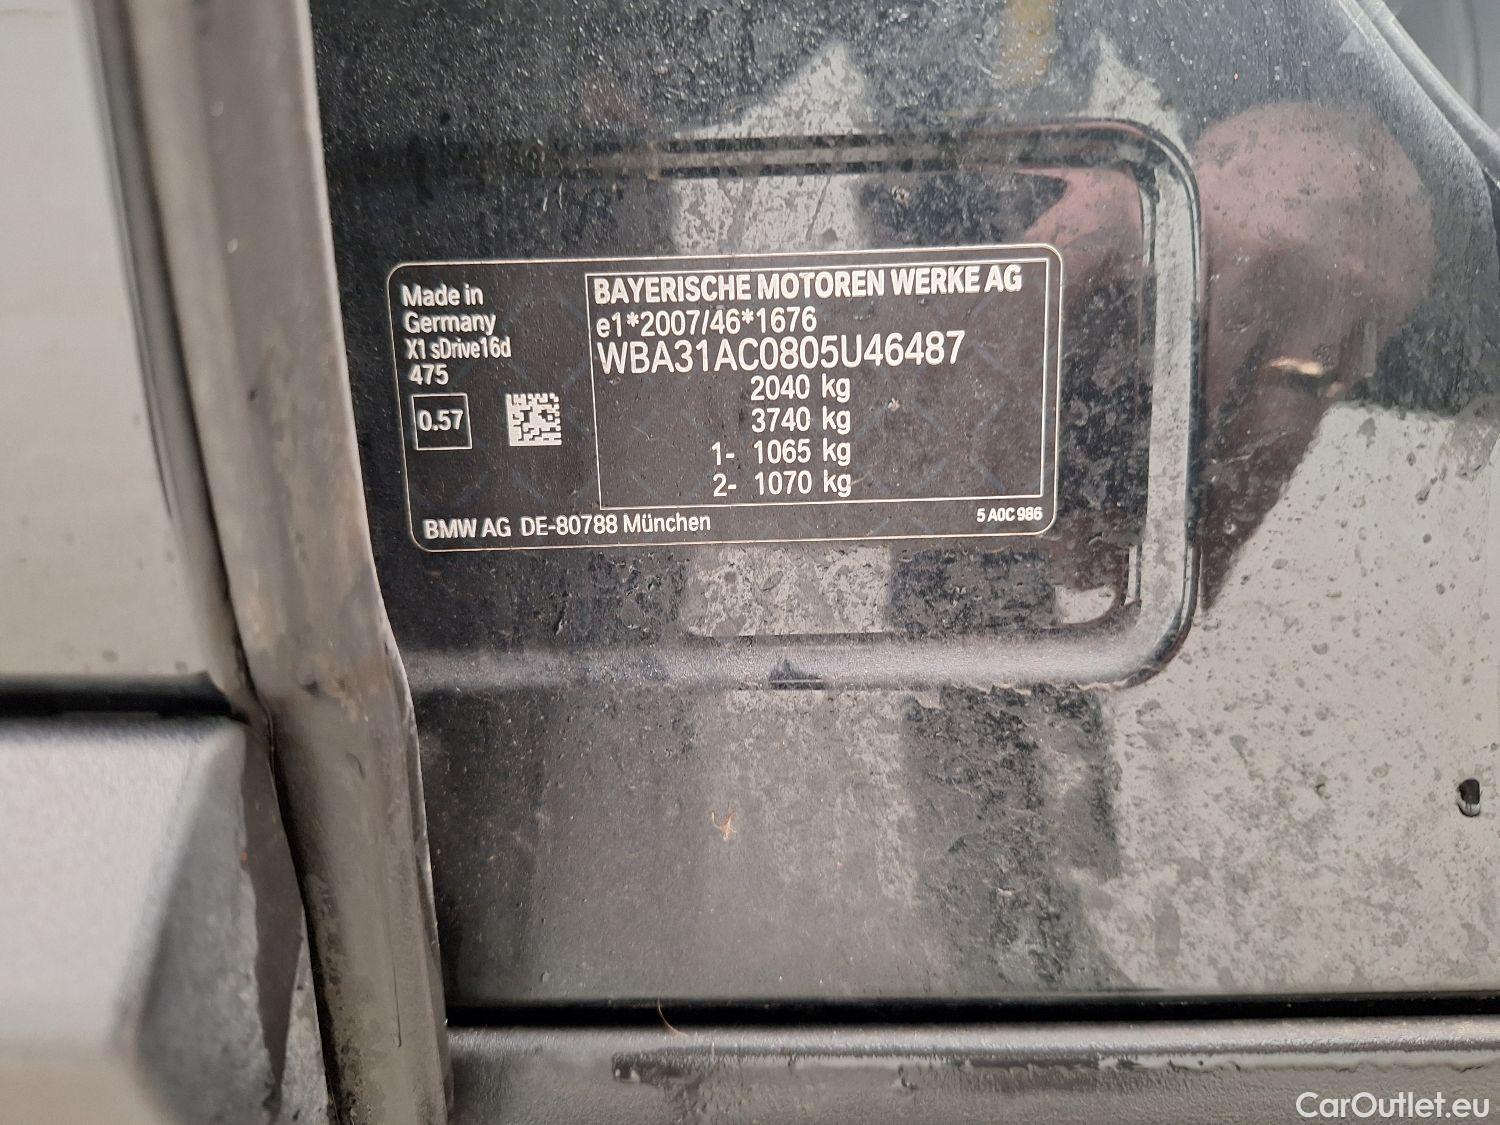 Made in
Germany
X1 sDrive16d
475
0.57
BAYERISCHE MOTOREN WERKE AG
e1*2007/46*1676
WBA31AC0805U46487
2040 kg
3740 kg
1- 1065 kg
2- 1070 kg
BMW AG DE-80788 München
5 A0C 986
CarOutlet.eu